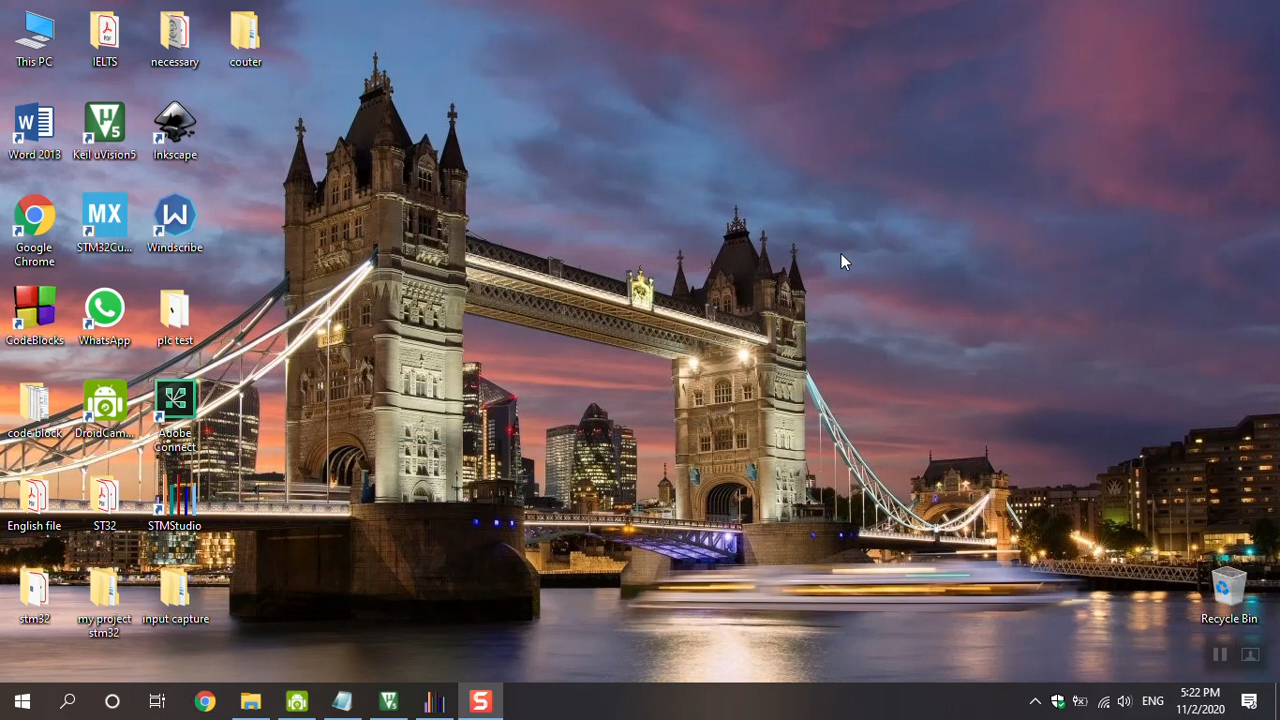 This PC
IELTS
necessary
couter
Word 2013
Keil uVision5
Inkscape
Google
Chrome
STM32Cu...
Windscribe
CodeBlocks
WhatsApp
plc test
code block
DroidCam...
Adobe
Connect
English file
ST32
STMStudio
stm32
my project
stm32
input capture
Recycle Bin
ENG
5:22 PM
11/2/2020